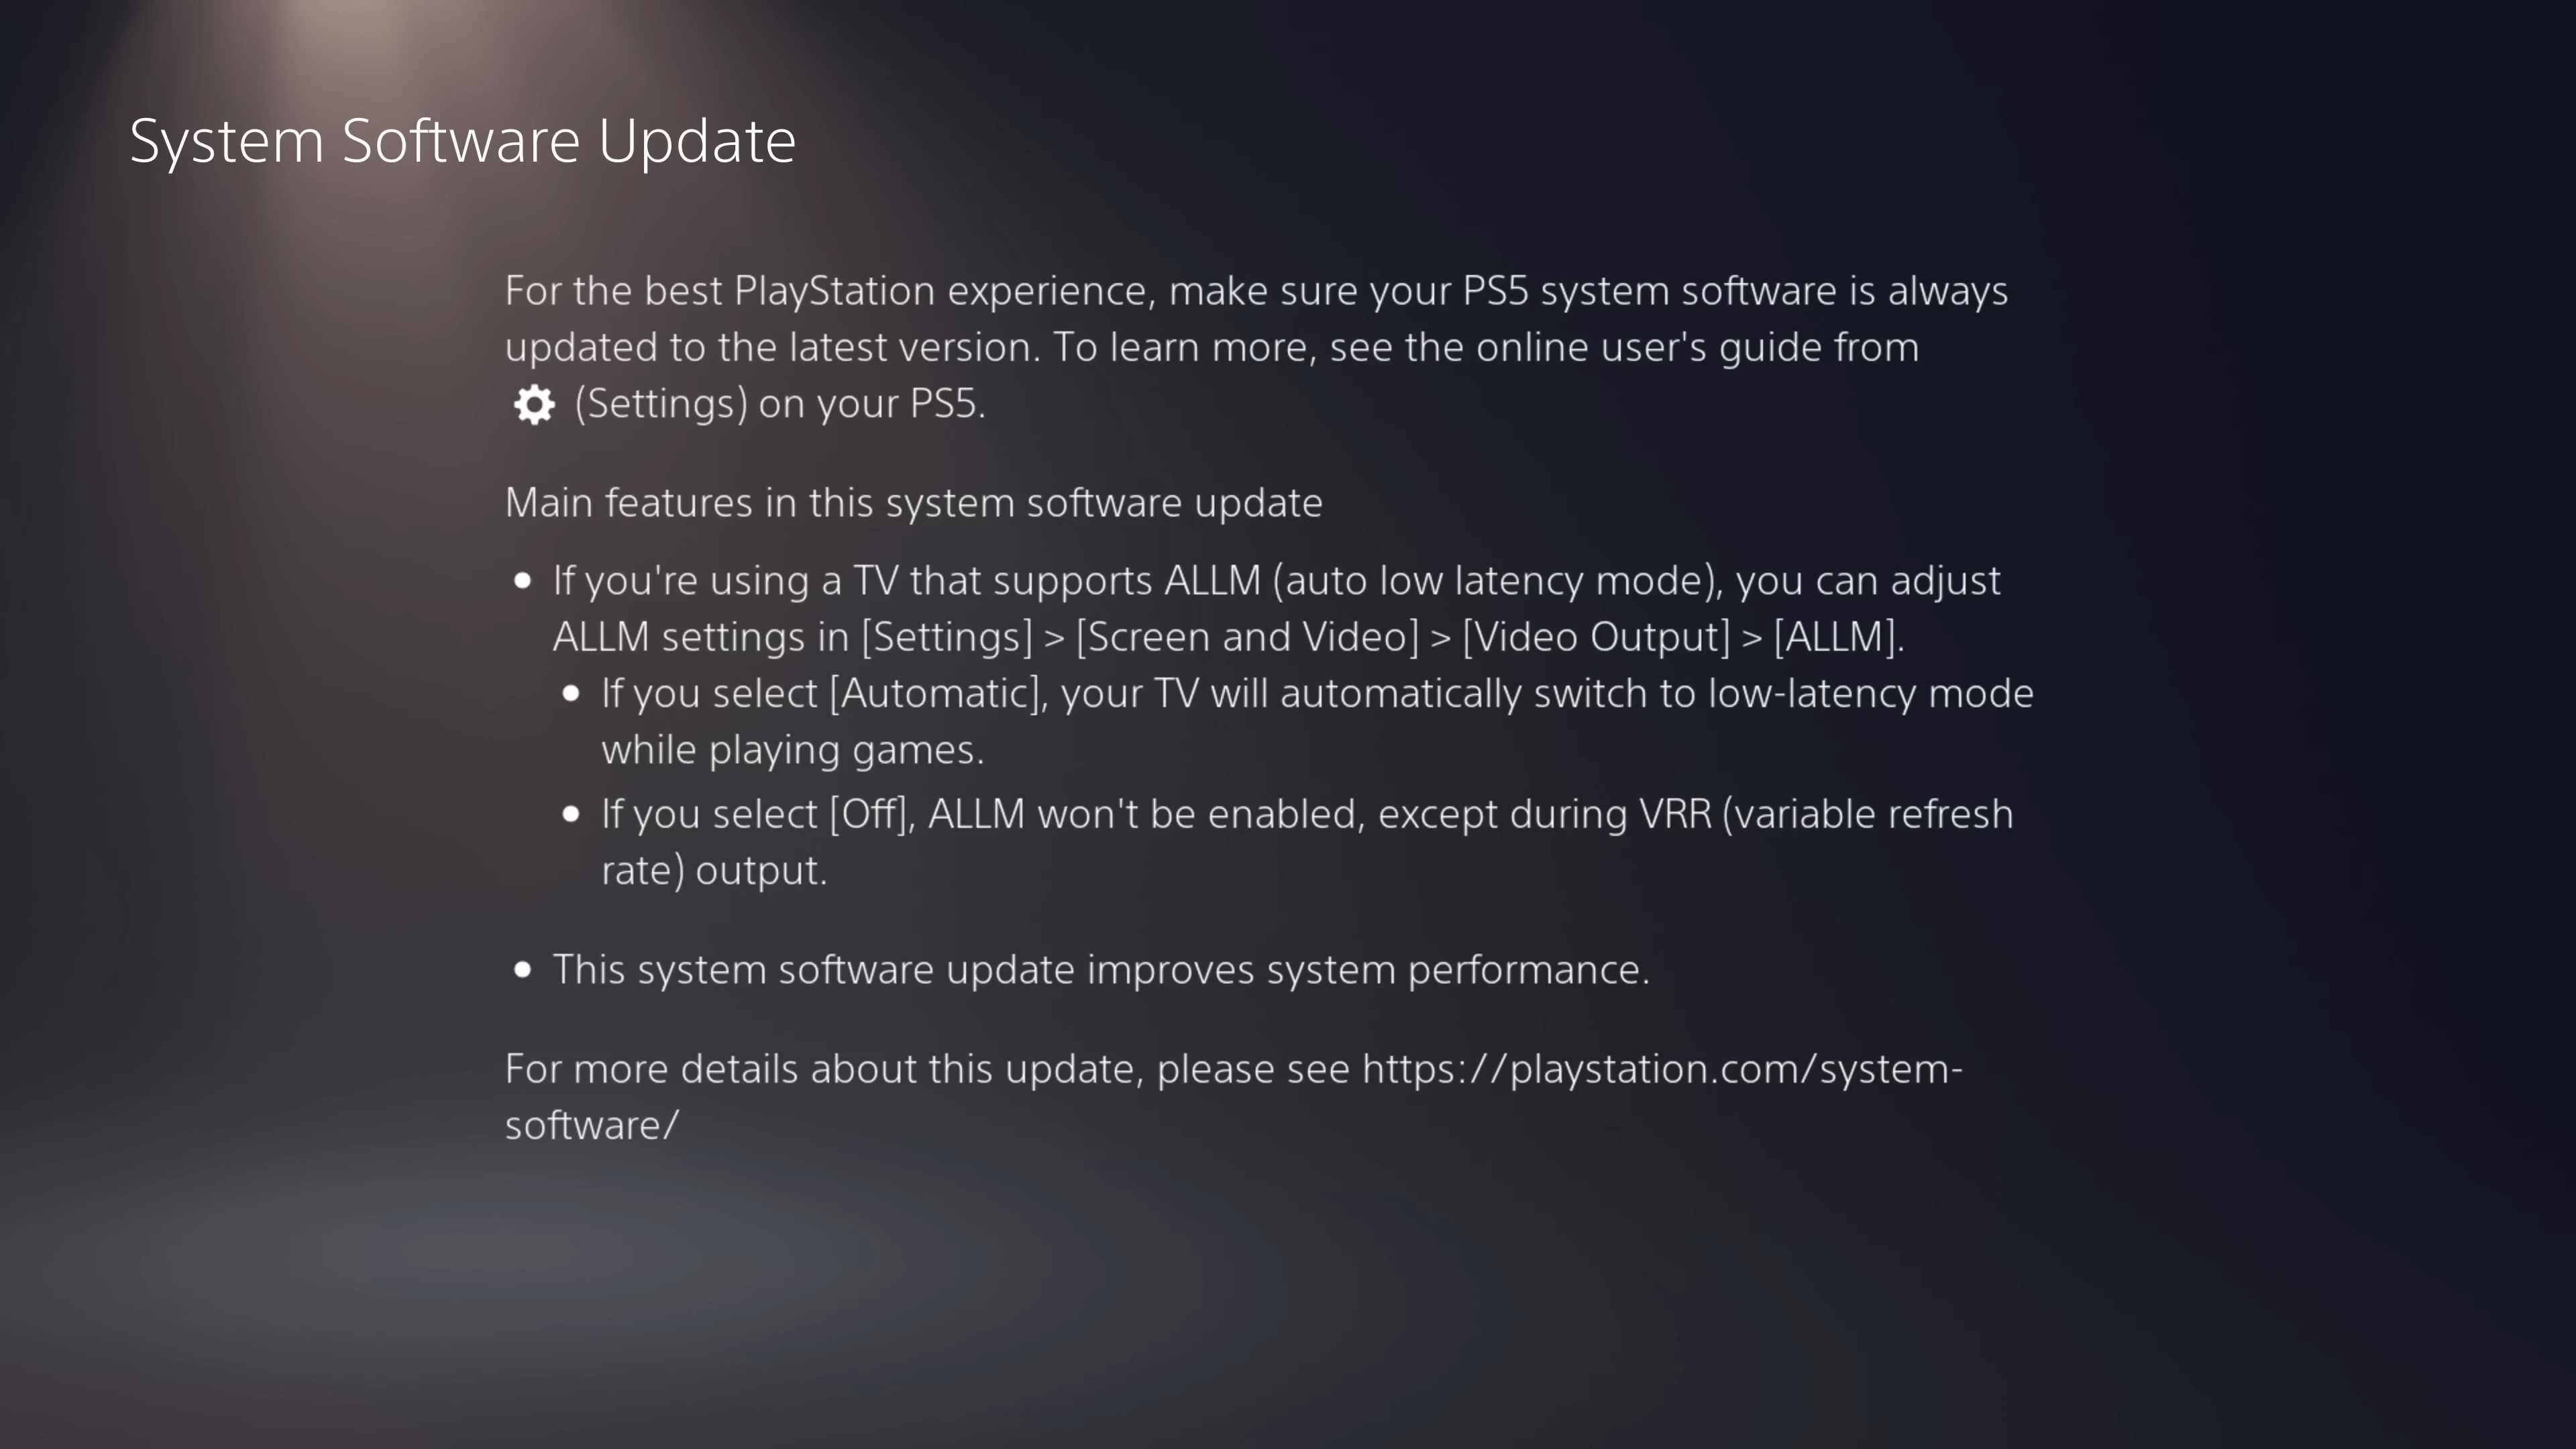 System Software Update
For the best PlayStation experience, make sure your PS5 system software is always
updated to the latest version. To learn more, see the online user's guide from
(Settings) on your PS5.
Main features in this system software update
• If you're using a TV that supports ALLM (auto low latency mode), you can adjust
ALLM settings in [Settings] > [Screen and Video] > [Video Output] > [ALLM].
• If you select [Automatic], your TV will automatically switch to low-latency mode
while playing games.
• If you select [Off], ALLM won't be enabled, except during VRR (variable refresh
rate) output.
• This system software update improves system performance.
For more details about this update, please see https://playstation.com/system-
software/